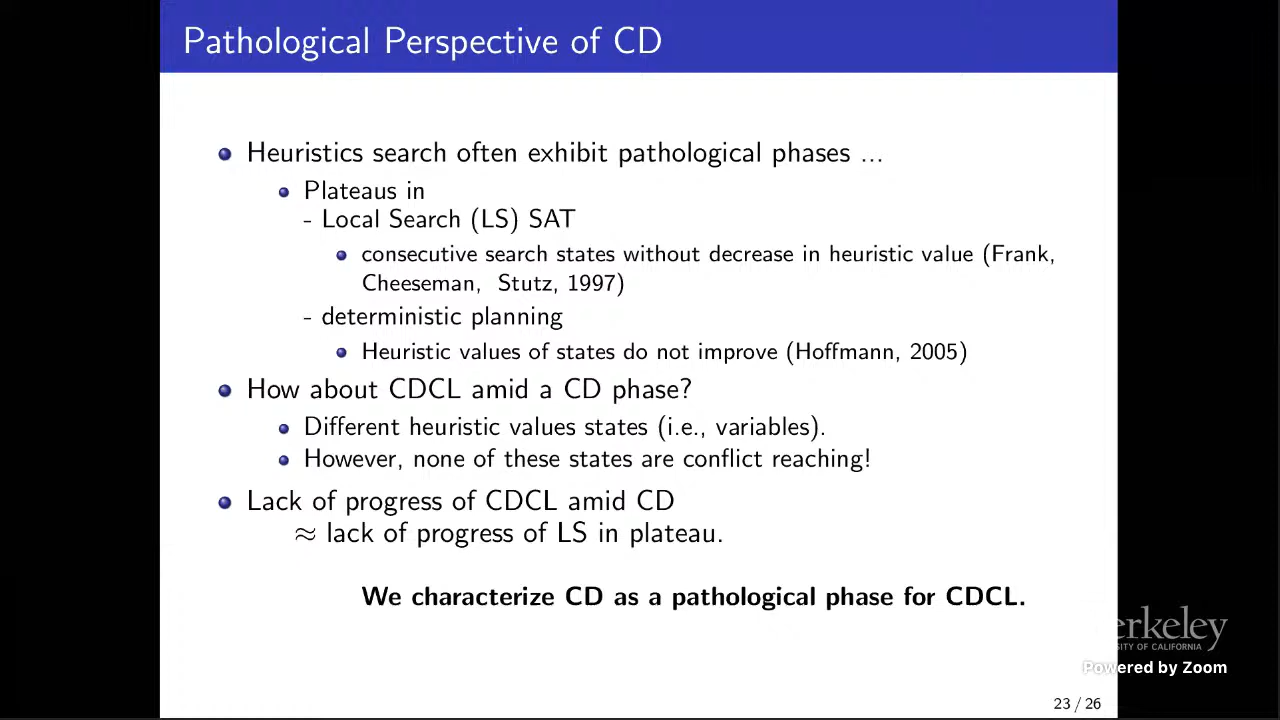 Pathological Perspective of CD
Heuristics search often exhibit pathological phases ...
Plateaus in
- Local Search (LS) SAT
consecutive search states without decrease in heuristic value (Frank,
Cheeseman, Stutz, 1997)
- deterministic planning
Heuristic values of states do not improve (Hoffmann, 2005)
How about CDCL amid a CD phase?
Different heuristic values states (i.e., variables).
However, none of these states are conflict reaching!
Lack of progress of CDCL amid CD
≈ lack of progress of LS in plateau.
We characterize CD as a pathological phase for CDCL.
erkeley
SITY OF CALIFORNIA
Powered by Zoom
23 / 26